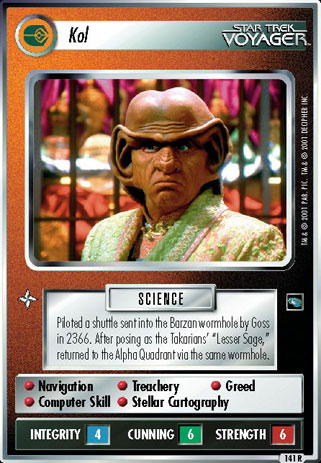 Kol
STAR TREK
VOYAGER™
TM & © 2001 PAR. PIC. TM & © 2001 DECIPHER INC.
SCIENCE
Piloted a shuttle sent into the Barzan wormhole by Goss
in 2366. After posing as the Takarians' "Lesser Sage,"
returned to the Alpha Quadrant via the same wormhole.
Navigation Treachery Greed
Computer Skill Stellar Cartography
INTEGRITY 4 CUNNING 6 STRENGTH 6
141 R